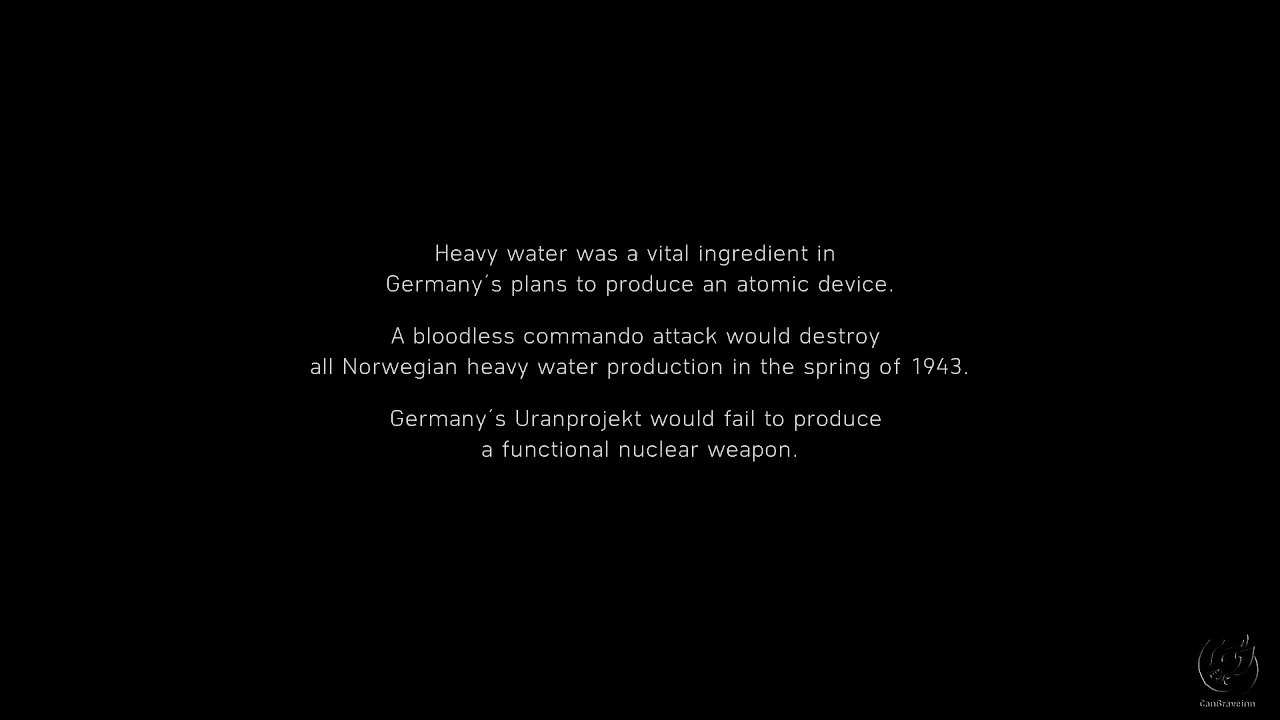 Heavy water was a vital ingredient in
Germany´s plans to produce an atomic device.
A bloodless commando attack would destroy
all Norwegian heavy water production in the spring of 1943.
Germany´s Uranprojekt would fail to produce
a functional nuclear weapon.